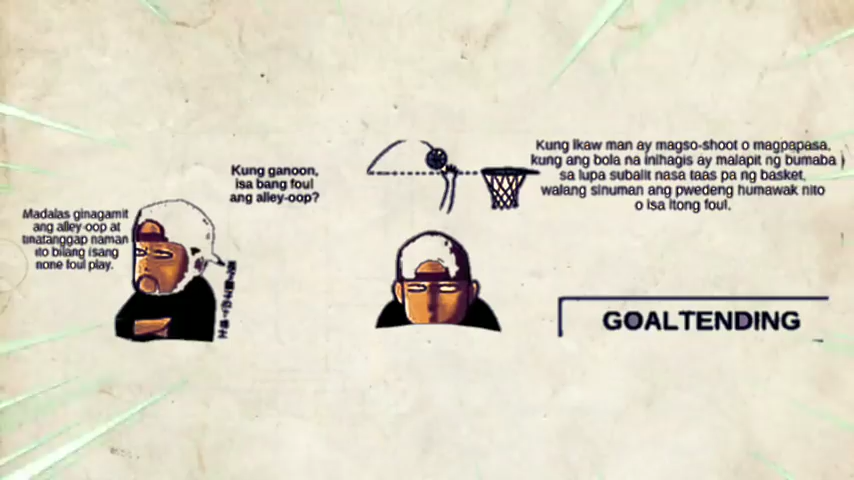 Madalas ginagamit
ang alley-oop at
tinatanggap naman
ito bilang isang
none foul play.
Kung ganoon,
isa bang foul
ang alley-oop?
Kung ikaw man ay magso-shoot o magpapasa,
kung ang bola na inihagis ay malapit ng bumaba
sa lupa subalit nasa taas pa ng basket,
walang sinuman ang pwedeng humawak nito
o isa itong foul.
GOALTENDING